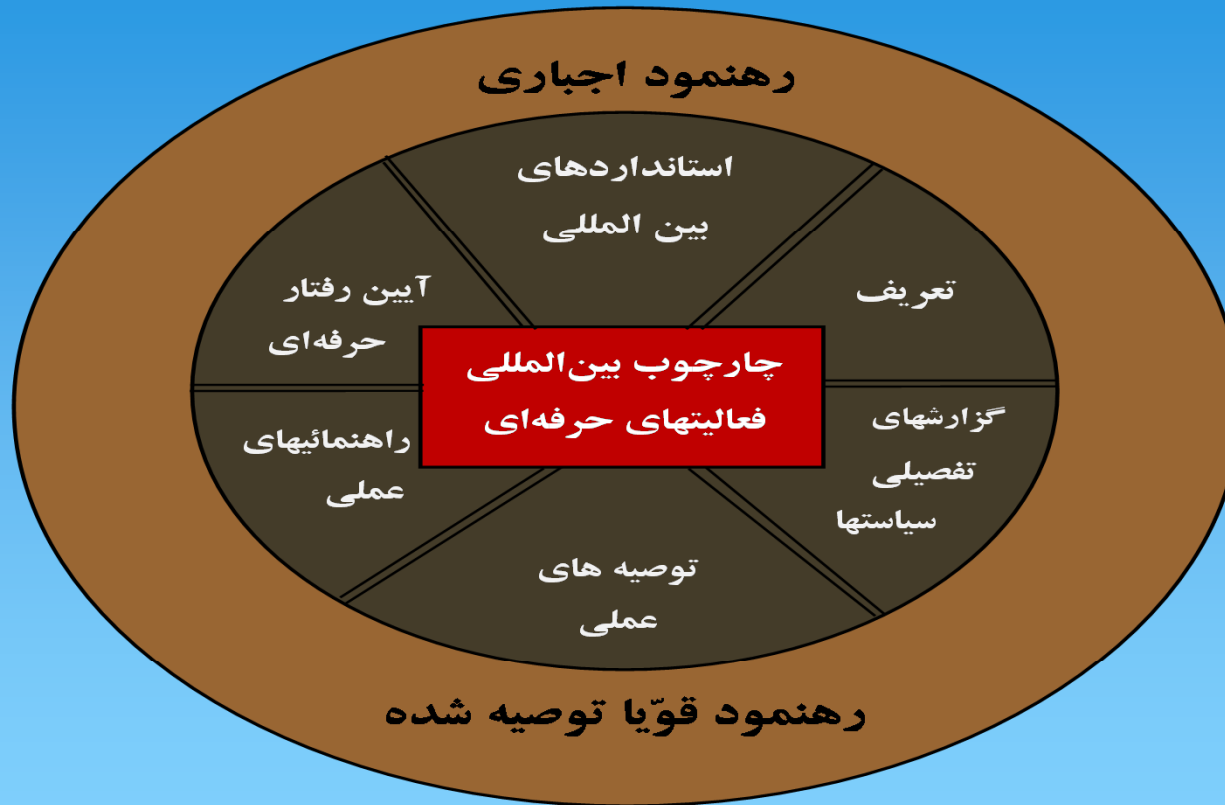 رهنمود اجباری
استانداردهای
بین المللی
تعریف
آیین رفتار
حرفه‌ای
چارچوب بین‌المللی
فعالیتهای حرفه‌ای
گزارشهای
تفصیلی
سیاستها
راهنمائیهای
عملی
توصیه های
عملی
رهنمود قوّیا توصیه شده